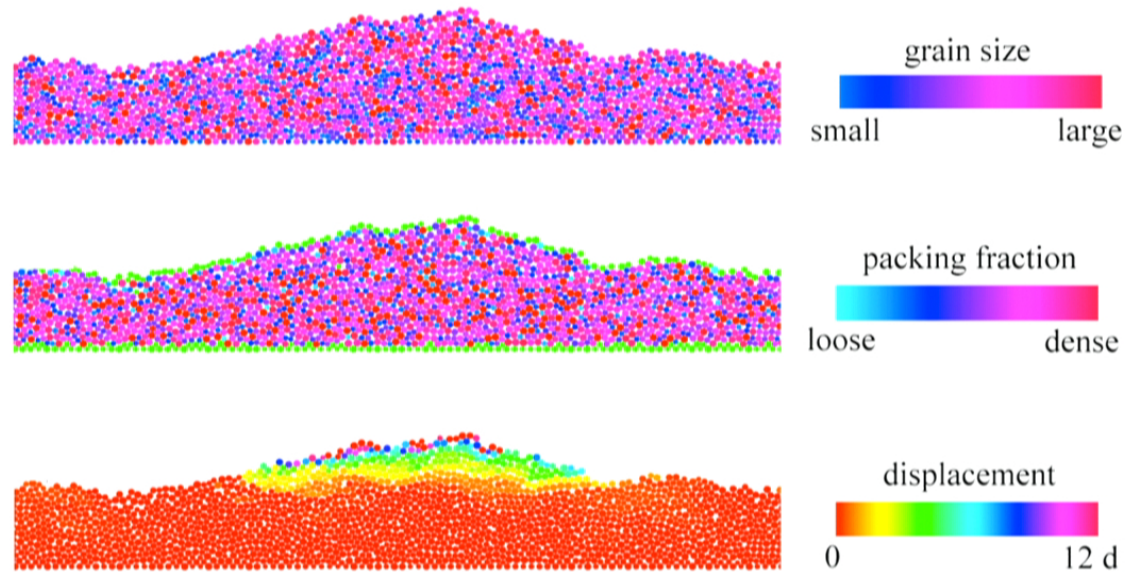 grain size
small large
packing fraction
loose dense
displacement
0 12 d